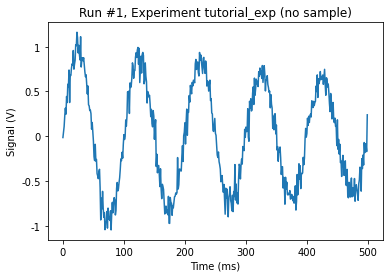 Run #1, Experiment tutorial_exp (no sample)
1
0.5
0
-0.5
-1
Signal (V)
0 100 200 300 400 500
Time (ms)